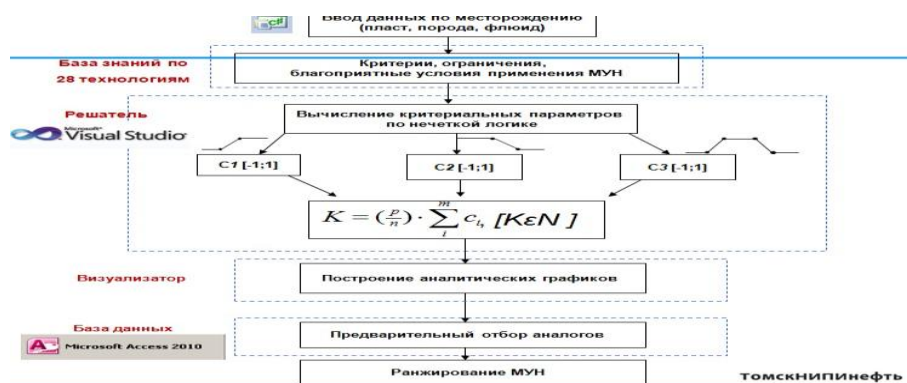 C#
Ввод данных по месторождению
(пласт, порода, флюид)
База знаний по
28 технологиям
Критерии, ограничения,
благоприятные условия применения МУН
Решатель
Microsoft
Visual Studio
Вычисление критериальных параметров
по нечеткой логике
C1 [-1;1]
C2 [-1;1]
C3 [-1;1]
K = (p/n) · ∑ m i c i, [KεN ]
Визуализатор
Построение аналитических графиков
База данных
Microsoft Access 2010
Предварительный отбор аналогов
Ранжирование МУН
ТомскНИПИнефть